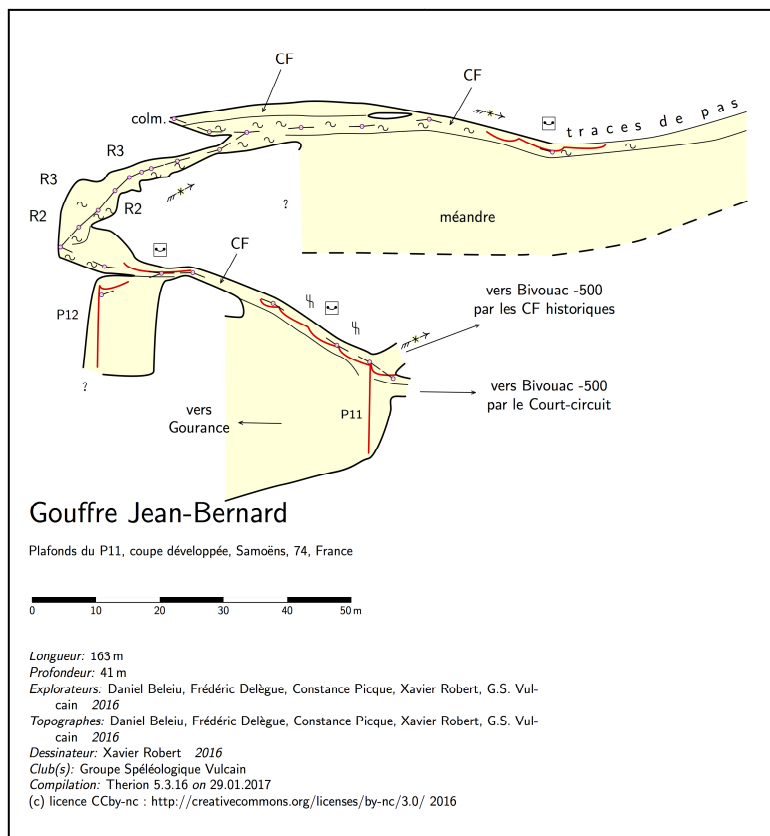 CF
CF
colm.
traces de pas
R3
R3
R2
R2
?
méandre
CF
vers Bivouac -500
par les CF historiques
P12
?
vers
Gourance
P11
vers Bivouac -500
par le Court-circuit
Gouffre Jean-Bernard
Plafonds du P11, coupe développée, Samoëns, 74, France
0 10 20 30 40 50 m
Longueur: 163 m
Profondeur: 41 m
Explorateurs: Daniel Beleiu, Frédéric Delègue, Constance Picque, Xavier Robert, G.S. Vul-
cain 2016
Topographes: Daniel Beleiu, Frédéric Delègue, Constance Picque, Xavier Robert, G.S. Vul-
cain 2016
Dessinateur: Xavier Robert 2016
Club(s): Groupe Spéléologique Vulcain
Compilation: Therion 5.3.16 on 29.01.2017
(c) licence CCby-nc : http://creativecommons.org/licenses/by-nc/3.0/ 2016